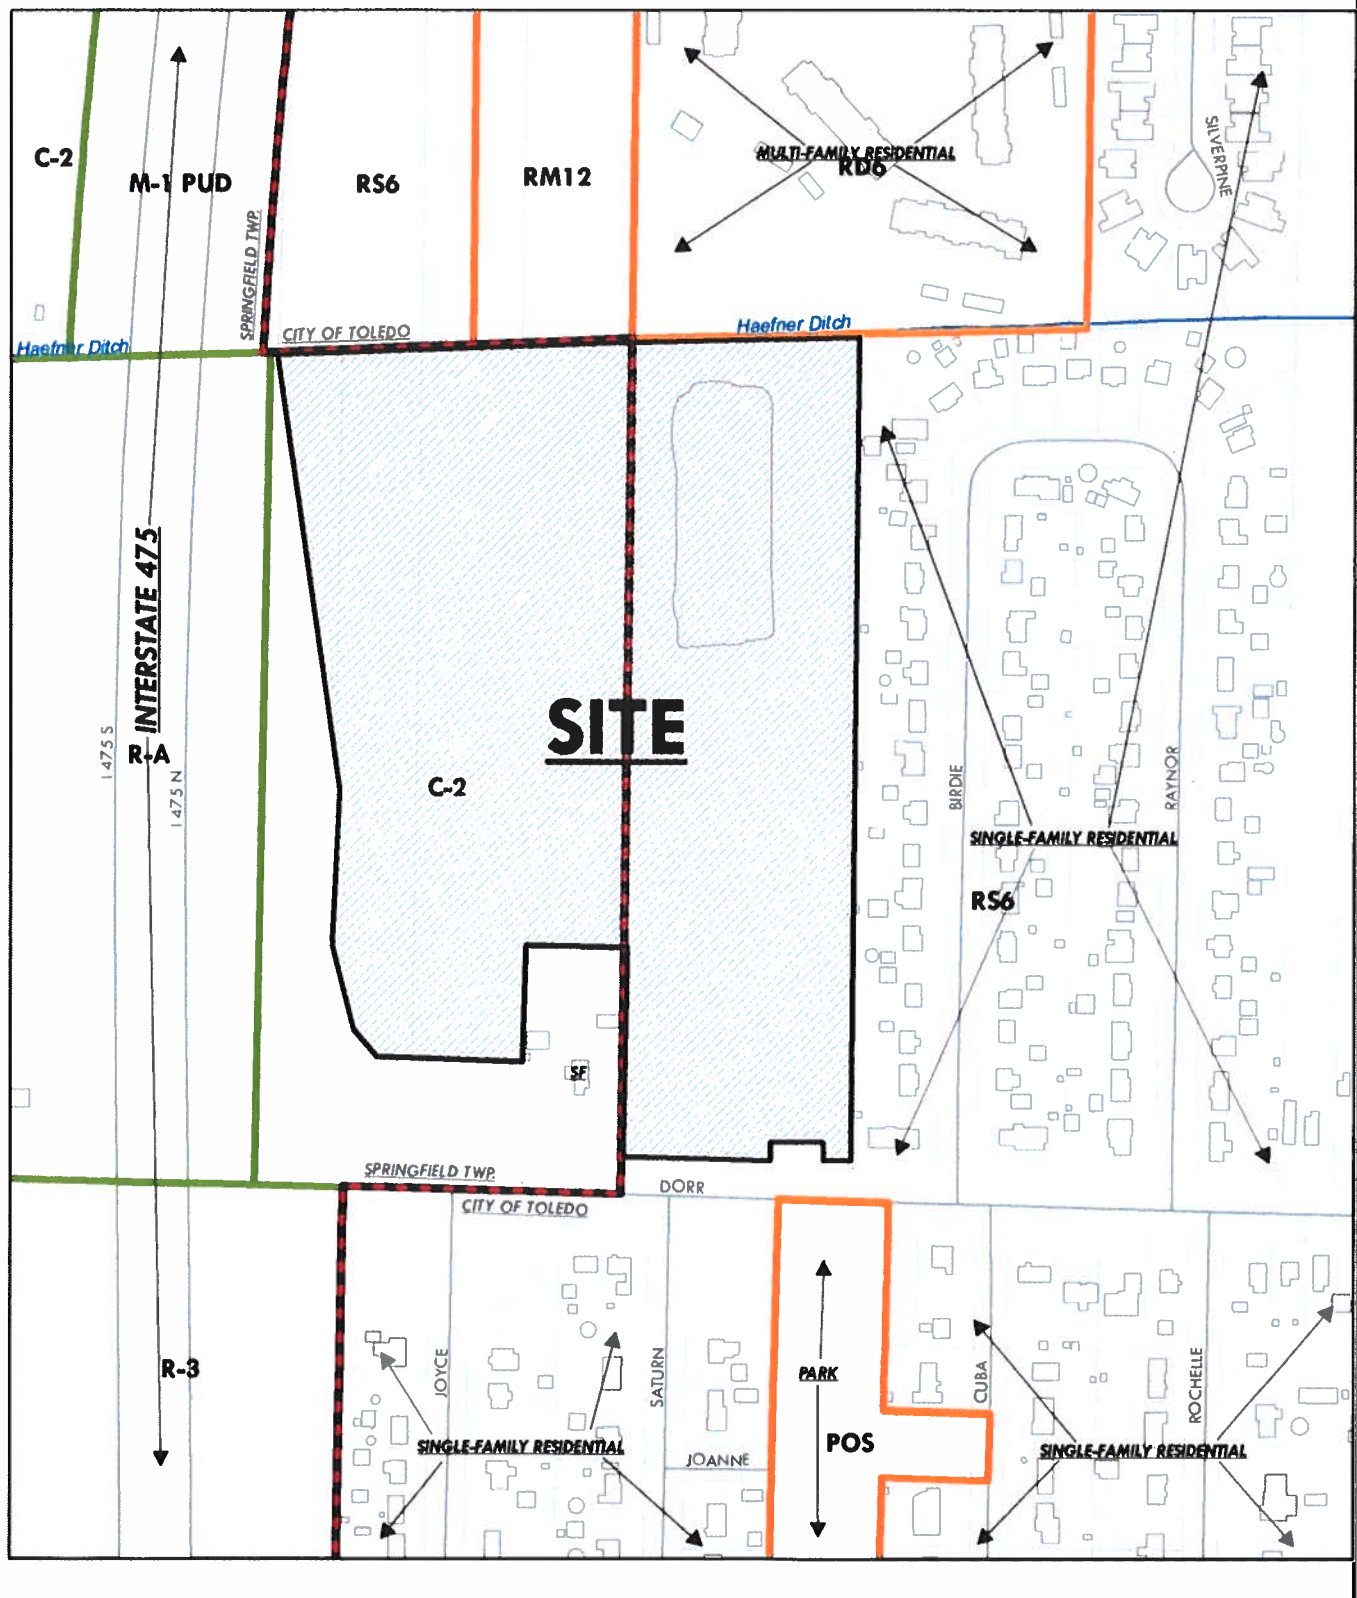 SILVERPINE
C-2
M-1 PUD
RS6
RM12
MULTI-FAMILY RESIDENTIAL
RD6
SPRINGFIELD TWP.
CITY OF TOLEDO
Haefner Ditch
Haefner Ditch
INTERSTATE 475
SITE
I 475 S
R-A
I 475 N
C-2
BIRDIE
RAYNOR
SINGLE-FAMILY RESIDENTIAL
RS6
SF
SPRINGFIELD TWP.
DORR
CITY OF TOLEDO
R-3
JOYCE
SATURN
PARK
CUBA
ROCHELLE
SINGLE-FAMILY RESIDENTIAL
POS
SINGLE-FAMILY RESIDENTIAL
JOANNE